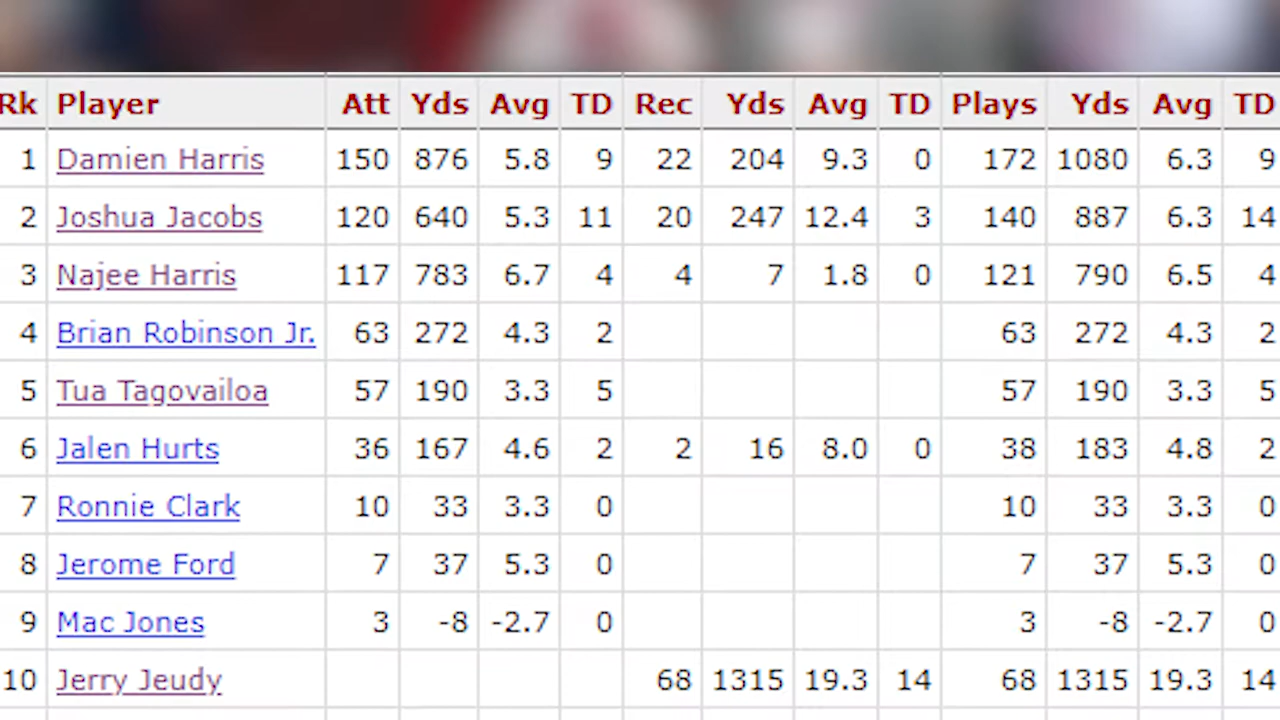 Rk Player Att Yds Avg TD Rec Yds Avg TD Plays Yds Avg TD
1 Damien Harris 150 876 5.8 9 22 204 9.3 0 172 1080 6.3 9
2 Joshua Jacobs 120 640 5.3 11 20 247 12.4 3 140 887 6.3 14
3 Najee Harris 117 783 6.7 4 4 7 1.8 0 121 790 6.5 4
4 Brian Robinson Jr. 63 272 4.3 2 63 272 4.3 2
5 Tua Tagovailoa 57 190 3.3 5 57 190 3.3 5
6 Jalen Hurts 36 167 4.6 2 2 16 8.0 0 38 183 4.8 2
7 Ronnie Clark 10 33 3.3 0 10 33 3.3 0
8 Jerome Ford 7 37 5.3 0 7 37 5.3 0
9 Mac Jones 3 -8 -2.7 0 3 -8 -2.7 0
10 Jerry Jeudy 68 1315 19.3 14 68 1315 19.3 14